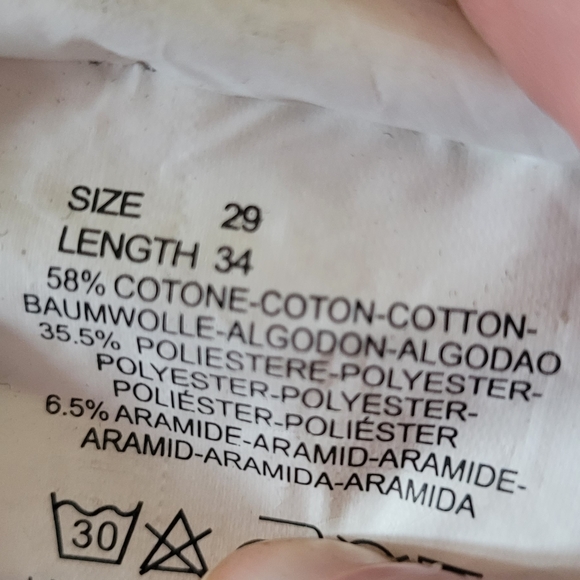 SIZE 29
LENGTH 34
58% COTONE-COTON-COTTON-
BAUMWOLLE-ALGODON-ALGODAO
35.5% POLIESTERE-POLYESTER-
POLYESTER-POLYESTER-
POLIÉSTER-POLIÉSTER
6.5% ARAMIDE-ARAMID-ARAMIDE-
ARAMID-ARAMIDA-ARAMIDA
30